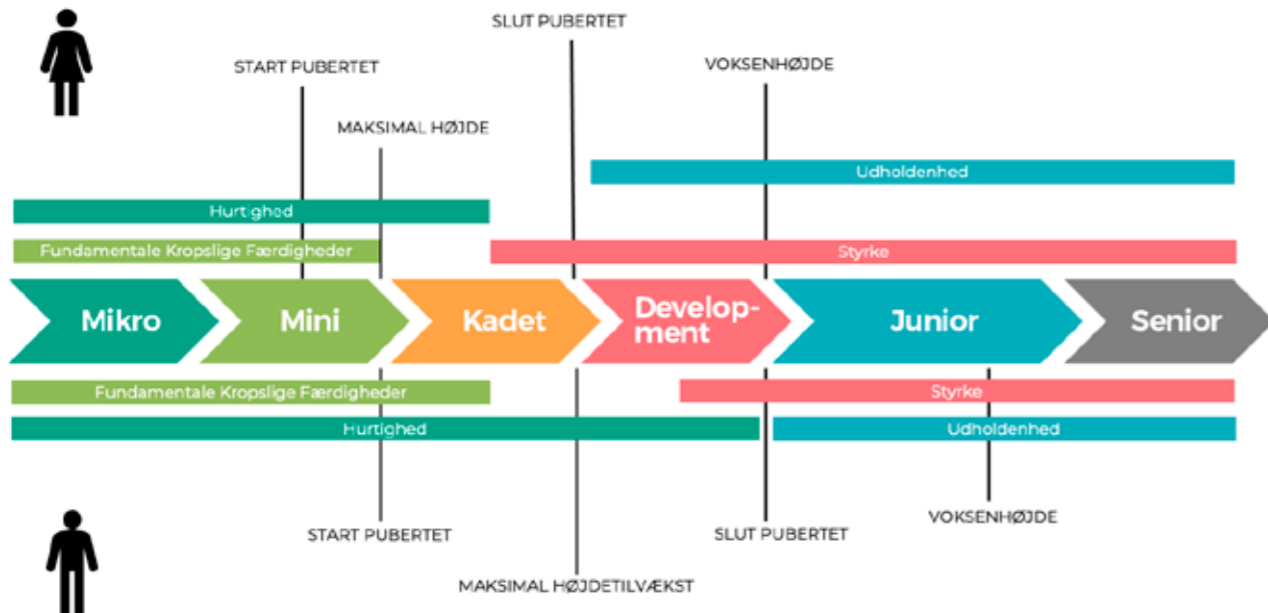 SLUT PUBERTET
START PUBERTET
VOKSENHØJDE
MAKSIMAL HØJDE
Udholdenhed
Hurtighed
Fundamentale Kropslige Færdigheder
Styrke
Mikro
Mini
Kadet
Develop-
ment
Junior
Senior
Fundamentale Kropslige Færdigheder
Styrke
Hurtighed
Udholdenhed
VOKSENHØJDE
START PUBERTET
SLUT PUBERTET
MAKSIMAL HØJDETILVÆKST